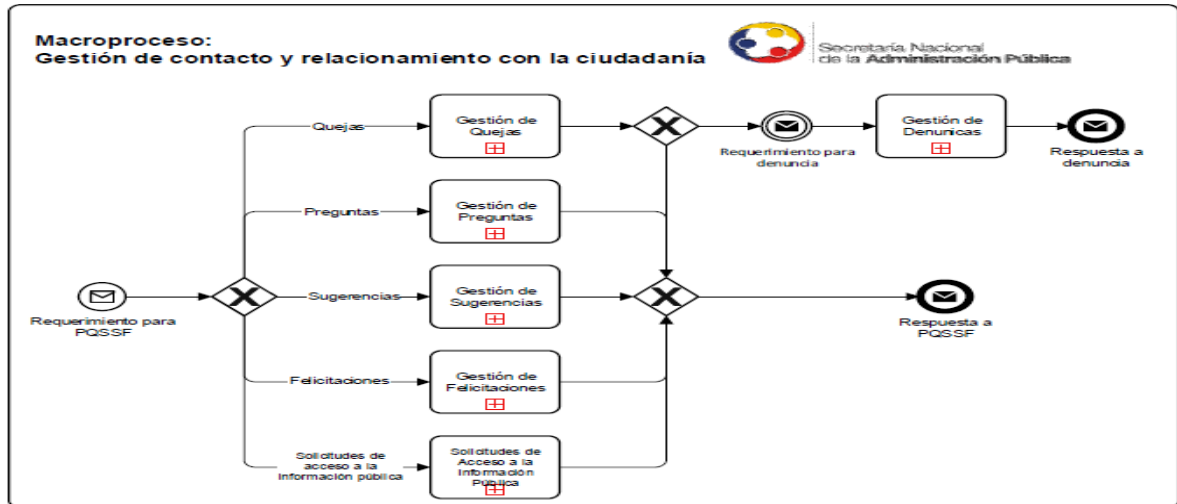 Macroproceso:
Gestión de contacto y relacionamiento con la ciudadanía
Secretaría Nacional
de la Administración Pública
Quejas
Gestión de
Quejas
Requerimiento para
denuncia
Gestión de
Denunicas
Respuesta a
denuncia
Preguntas
Gestión de
Preguntas
Requerimiento para
PQSSF
Sugerencias
Gestión de
Sugerencias
Respuesta a
PQSSF
Felicitaciones
Gestión de
Felicitaciones
Solicitudes de
acceso a la
información pública
Solicitudes de
Acceso a la
Información
Pública